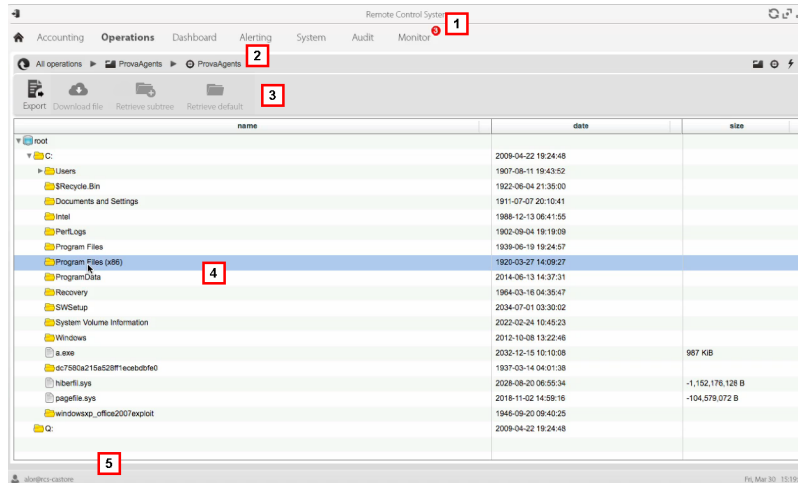 Remote Control System
1
Accounting Operations Dashboard Alerting System Audit Monitor 3
2
All operations ProvaAgents ProvaAgents
3
Export Download file Retrieve subtree Retrieve default
name date size
root
C: 2009-04-22 19:24:48
Users 1907-08-11 19:43:52
$Recycle.Bin 1922-06-04 21:35:00
Documents and Settings 1911-07-07 20:10:41
Intel 1988-12-13 06:41:55
PerfLogs 1902-09-04 19:19:09
Program Files 1939-06-19 19:24:57
Program Files (x86) 1920-03-27 14:09:27
4
ProgramData 2014-06-13 14:37:31
Recovery 1964-03-16 04:35:47
SWSetup 2034-07-01 03:30:02
System Volume Information 2022-02-24 10:45:23
Windows 2012-10-08 13:22:46
a.exe 2032-12-15 10:10:08 987 KiB
dc7580a215a528ff1ecebdbfe0 1937-03-14 04:01:38
hiberfil.sys 2028-08-20 06:55:34 -1,152,176,128 B
pagefile.sys 2018-11-02 14:59:16 -104,579,072 B
windowsxp_office2007exploit 1946-09-20 09:40:25
Q: 2009-04-22 19:24:48
5
alor@rcs-castore Fri, Mar 30 15:19